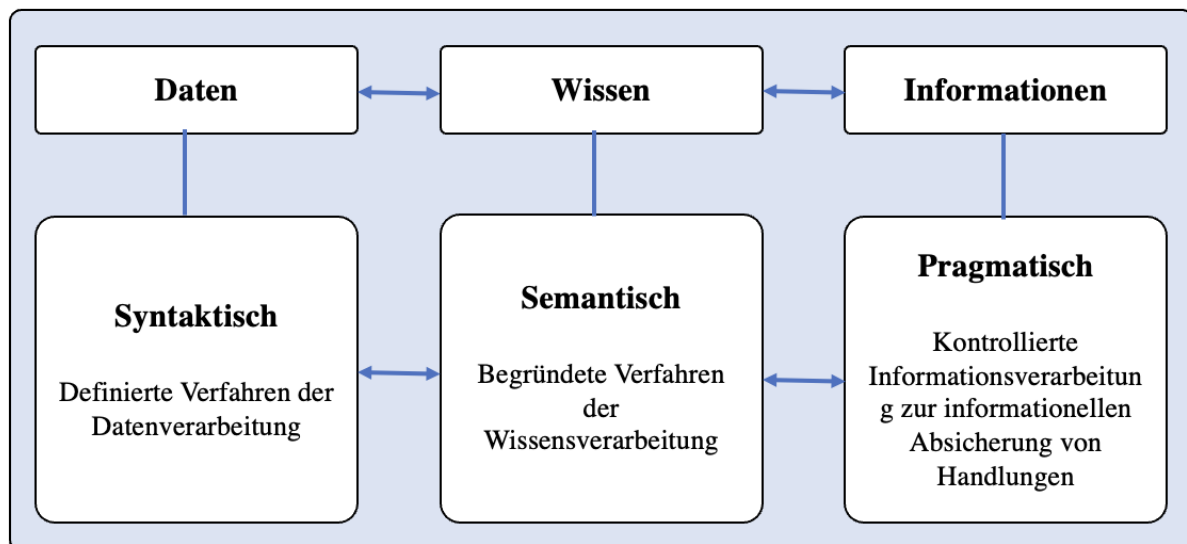 Daten
Wissen
Informationen
Syntaktisch
Definierte Verfahren der
Datenverarbeitung
Semantisch
Begründete Verfahren
der
Wissensverarbeitung
Pragmatisch
Kontrollierte
Informationsverarbeitun
g zur informationellen
Absicherung von
Handlungen